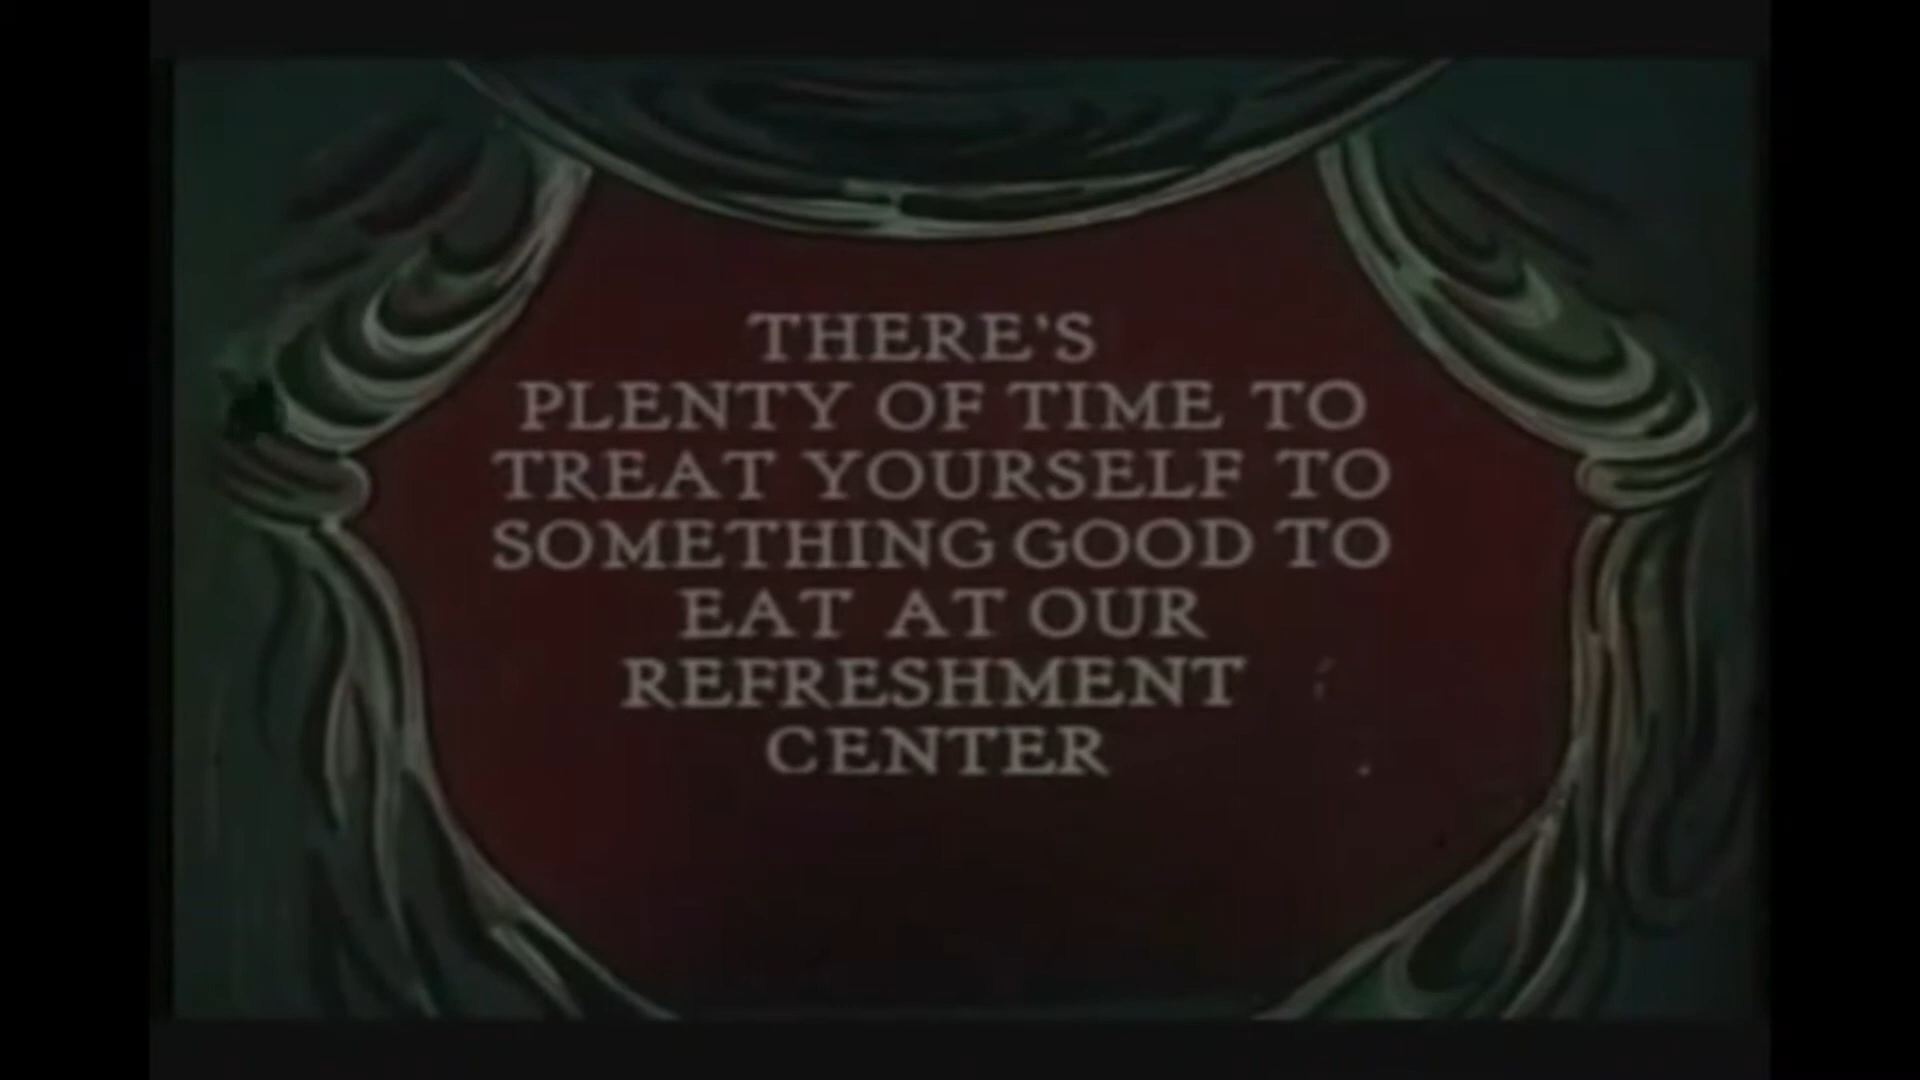 THERE'S
PLENTY OF TIME TO
TREAT YOURSELF TO
SOMETHING GOOD TO
EAT AT OUR
REFRESHMENT
CENTER